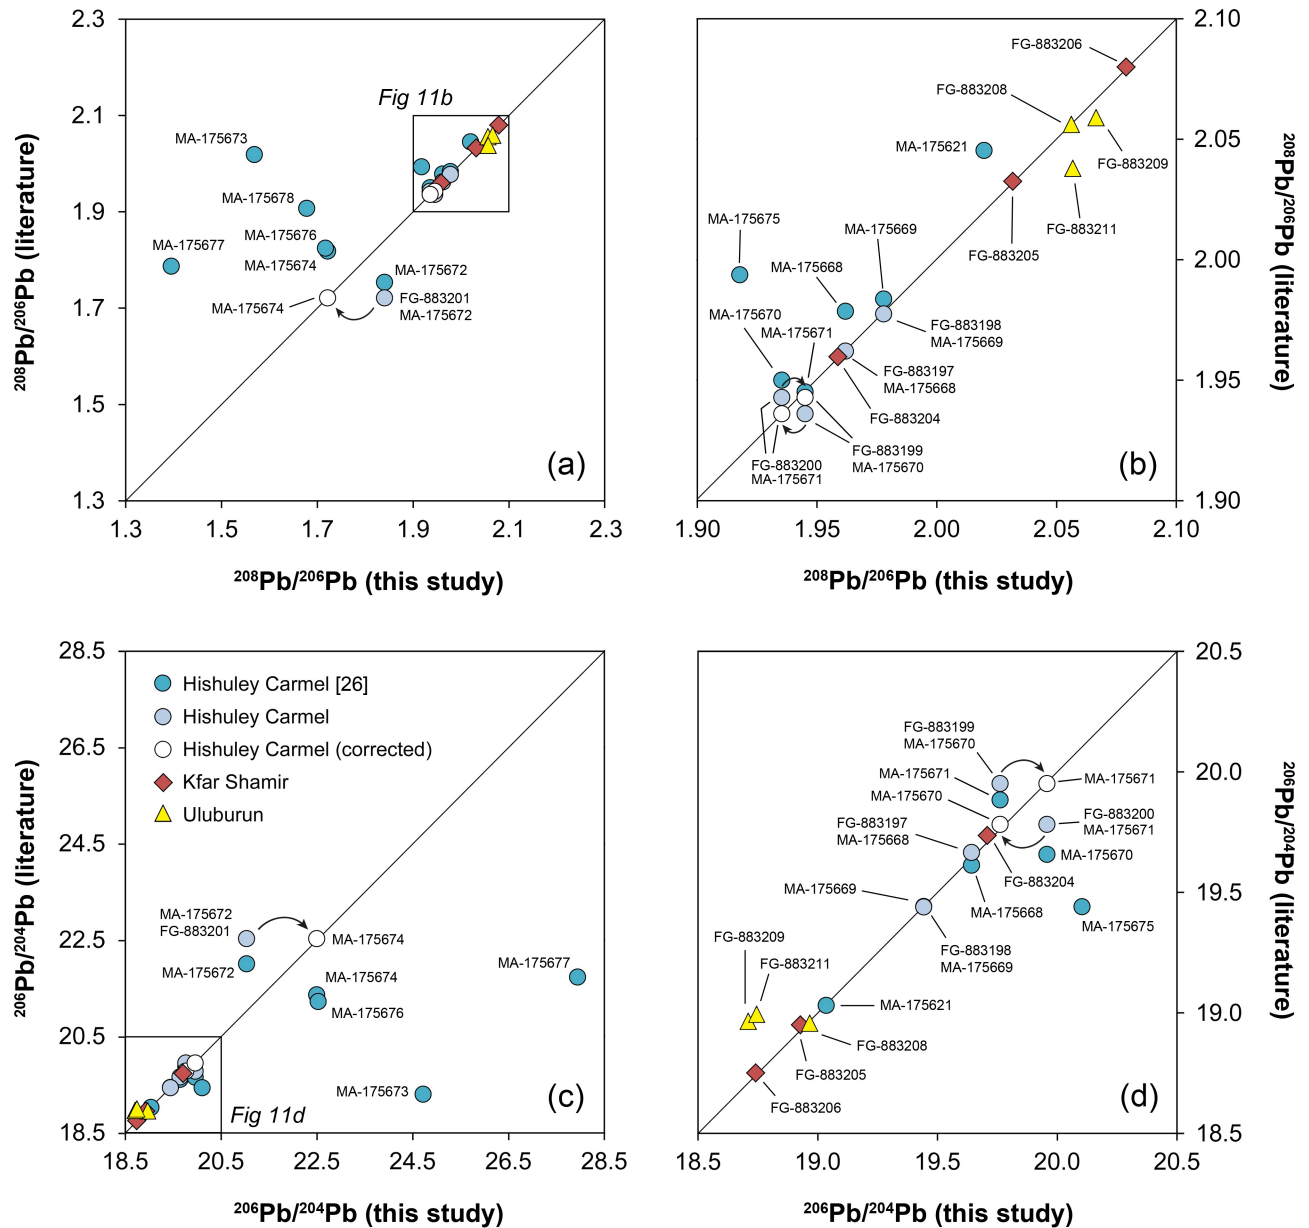 2.3
2.1
1.9
1.7
1.5
1.3
208Pb/206Pb (literature)
Fig 11b
MA-175673
MA-175678
MA-175676
MA-175677
MA-175674
MA-175672
MA-175674
FG-883201
MA-175672
(a)
1.3
1.5
1.7
1.9
2.1
2.3
208Pb/206Pb (this study)
2.10
2.05
2.00
1.95
1.90
208Pb/206Pb (literature)
FG-883206
FG-883208
MA-175621
FG-883209
FG-883211
FG-883205
MA-175675
MA-175669
MA-175668
MA-175670
MA-175671
FG-883198
MA-175669
FG-883197
MA-175668
FG-883204
FG-883199
MA-175670
FG-883200
MA-175671
(b)
1.90
1.95
2.00
2.05
2.10
208Pb/206Pb (this study)
28.5
26.5
24.5
22.5
20.5
18.5
206Pb/204Pb (literature)
Hishuley Carmel [26]
Hishuley Carmel
Hishuley Carmel (corrected)
Kfar Shamir
Uluburun
MA-175672
FG-883201
MA-175672
MA-175674
MA-175674
MA-175676
MA-175677
MA-175673
Fig 11d
(c)
18.5
20.5
22.5
24.5
26.5
28.5
206Pb/204Pb (this study)
20.5
20.0
19.5
19.0
18.5
206Pb/204Pb (literature)
FG-883199
MA-175670
MA-175671
MA-175671
MA-175670
FG-883197
MA-175668
FG-883200
MA-175671
MA-175670
FG-883204
MA-175669
MA-175668
MA-175675
FG-883209
FG-883211
FG-883198
MA-175669
MA-175621
FG-883208
FG-883205
FG-883206
(d)
18.5
19.0
19.5
20.0
20.5
206Pb/204Pb (this study)